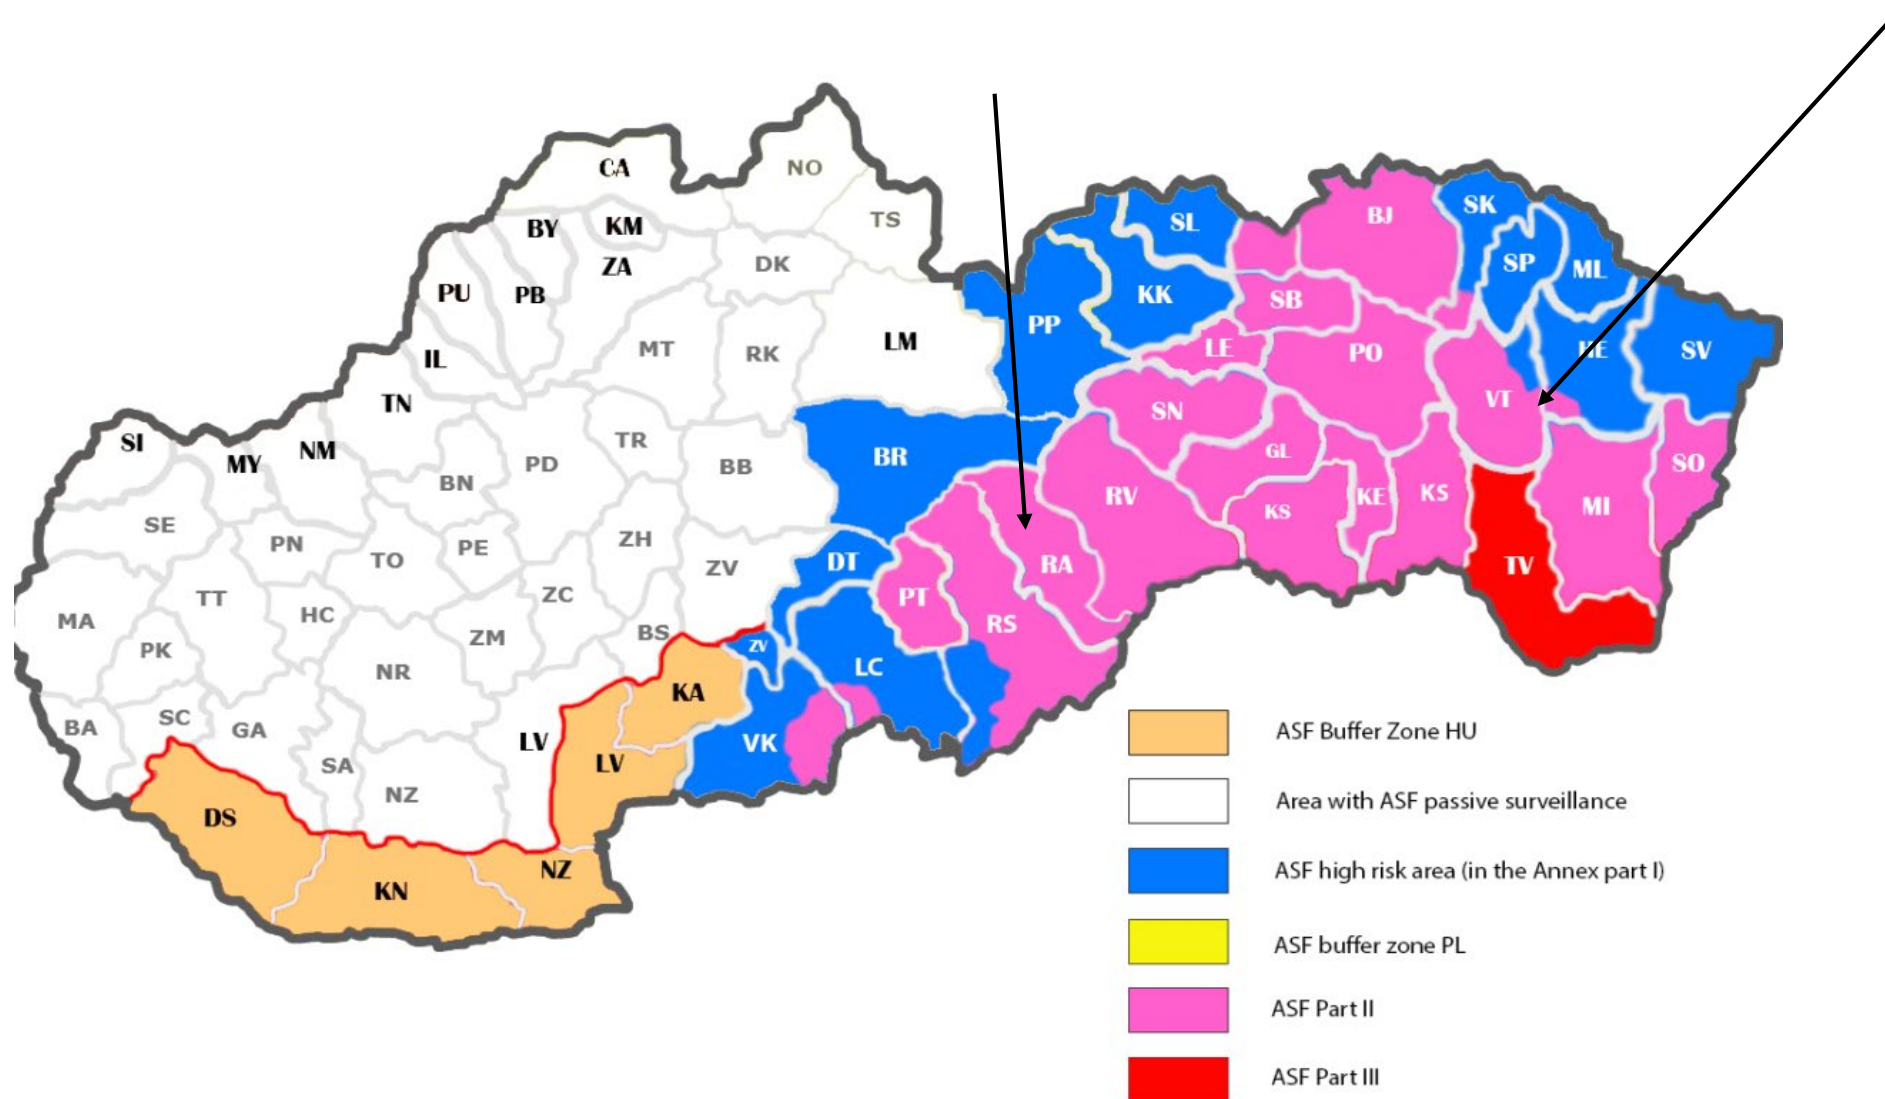 CA
NO
TS
BY
KM
ZA
DK
PU
PB
IL
MT
RK
LM
TN
SI
MY
NM
BN
PD
TR
BB
SE
PN
TO
PE
ZH
ZV
MA
TT
HC
ZC
PK
NR
ZM
BS
BA
SC
GA
SA
NZ
LV
DS
KN
NZ
LV
KA
ZV
VK
LC
DT
BR
PT
RS
RA
RV
PP
KK
SL
SB
LE
SN
GL
KS
KE
KS
PO
BJ
SK
SP
ML
HE
SV
VT
MI
SO
TV
ASF Buffer Zone HU
Area with ASF passive surveillance
ASF high risk area (in the Annex part I)
ASF buffer zone PL
ASF Part II
ASF Part III